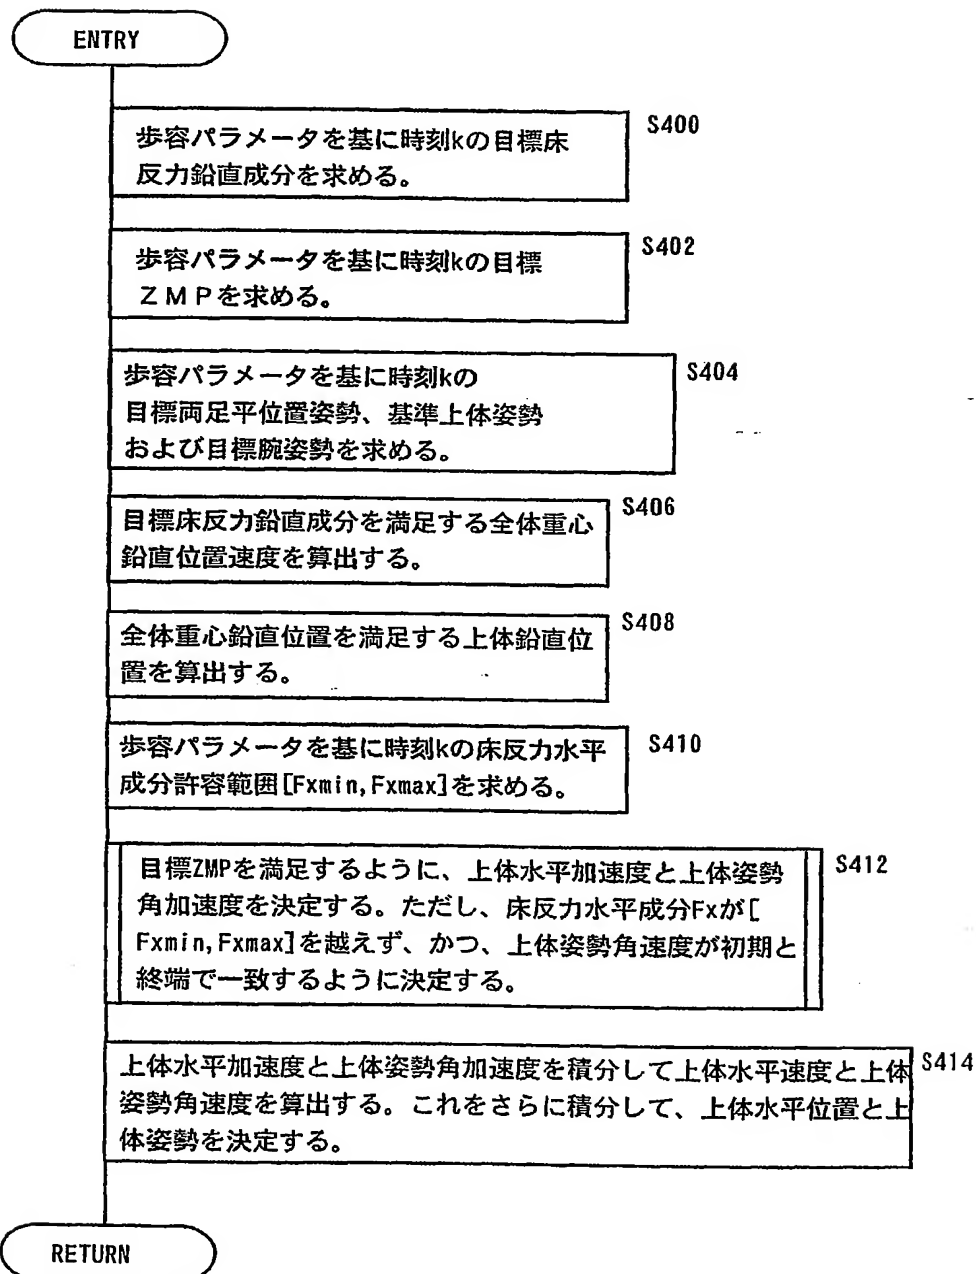 ENTRY
歩容パラメータを基に時刻kの目標床
反力鉛直成分を求める。
S400
歩容パラメータを基に時刻kの目標
ＺＭＰを求める。
S402
歩容パラメータを基に時刻kの
目標両足平位置姿勢、基準上体姿勢
および目標腕姿勢を求める。
S404
目標床反力鉛直成分を満足する全体重心
鉛直位置速度を算出する。
S406
全体重心鉛直位置を満足する上体鉛直位
置を算出する。
S408
歩容パラメータを基に時刻kの床反力水平
成分許容範囲[Fxmin,Fxmax]を求める。
S410
目標ZMPを満足するように、上体水平加速度と上体姿勢
角加速度を決定する。ただし、床反力水平成分Fxが[
Fxmin,Fxmax]を越えず、かつ、上体姿勢角速度が初期と
終端で一致するように決定する。
S412
上体水平加速度と上体姿勢角加速度を積分して上体水平速度と上体
姿勢角速度を算出する。これをさらに積分して、上体水平位置と上
体姿勢を決定する。
S414
RETURN